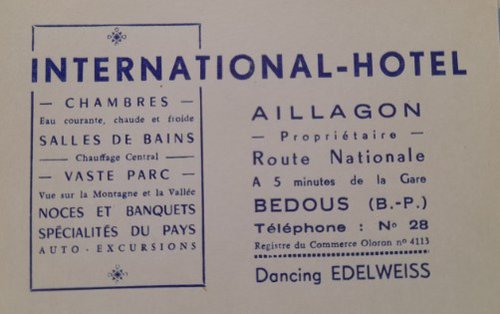 INTERNATIONAL-HOTEL
— CHAMBRES —
Eau courante, chaude et froide
SALLES DE BAINS
— Chauffage Central —
— VASTE PARC —
Vue sur la Montagne et la Vallée
NOCES ET BANQUETS
SPÉCIALITÉS DU PAYS
AUTO - EXCURSIONS
AILLAGON
— Propriétaire —
Route Nationale
A 5 minutes de la Gare
BEDOUS (B.-P.)
Téléphone : No 28
Registre du Commerce Oloron no 4113
Dancing EDELWEISS